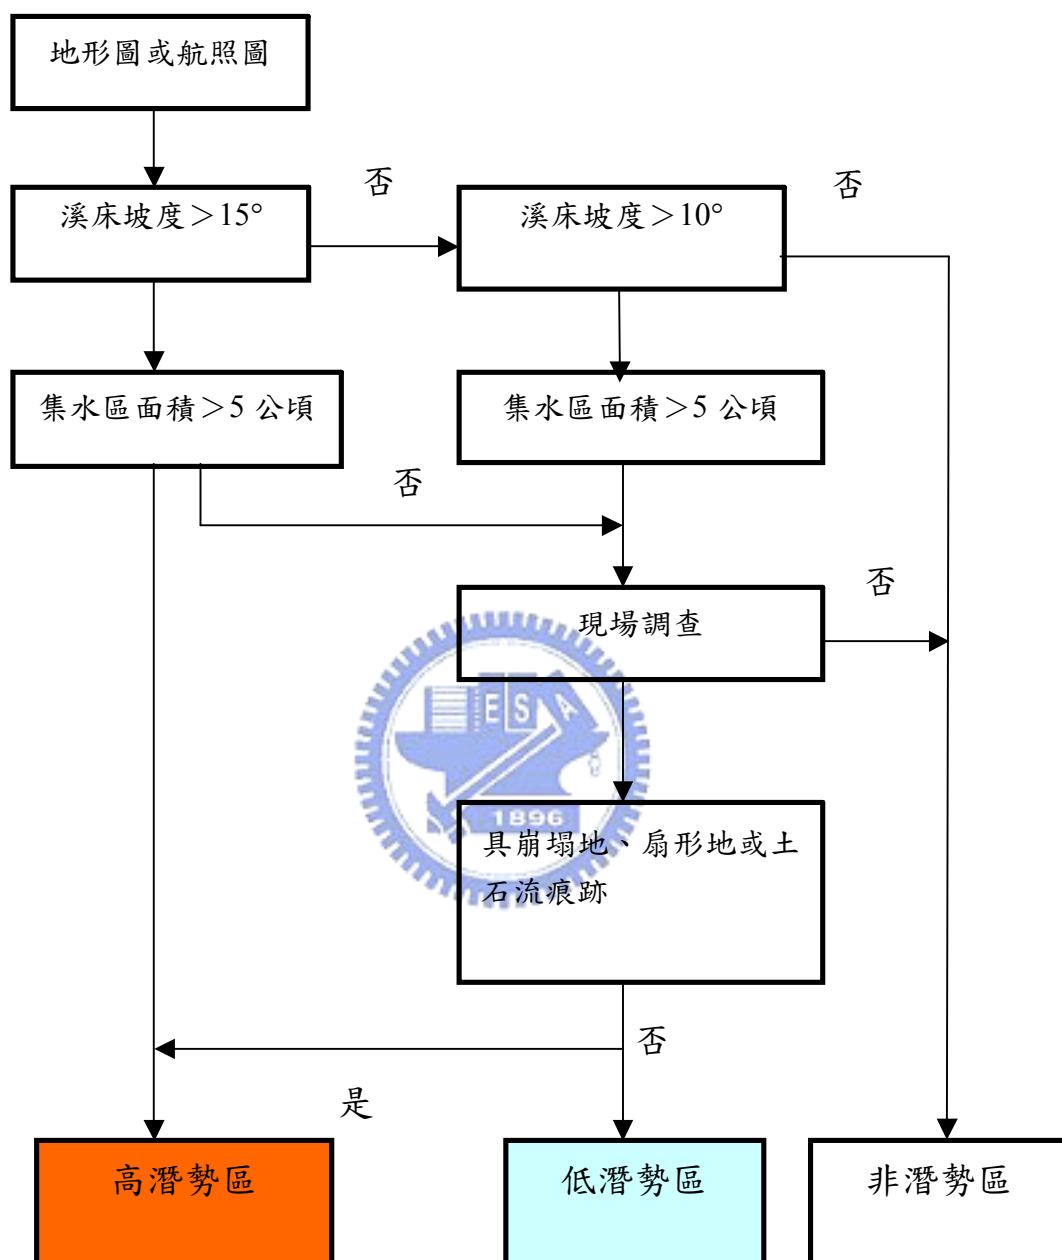 地形圖或航照圖
否
否
溪床坡度＞15°
溪床坡度＞10°
集水區面積＞5 公頃
集水區面積＞5 公頃
否
否
現場調查
ESA
1896
具崩塌地、扇形地或土
石流痕跡
否
是
高潛勢區
低潛勢區
非潛勢區